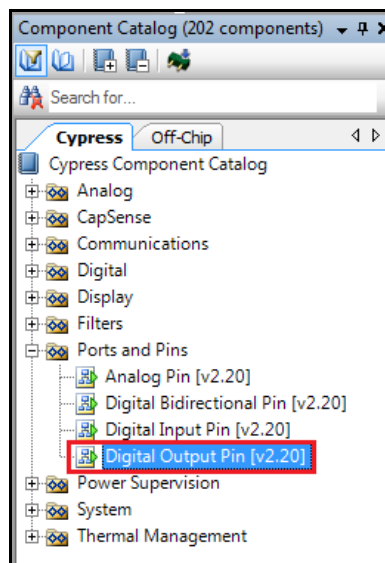 Component Catalog (202 components)
Search for...
Cypress Off-Chip
Cypress Component Catalog
Analog
CapSense
Communications
Digital
Display
Filters
Ports and Pins
Analog Pin [v2.20]
Digital Bidirectional Pin [v2.20]
Digital Input Pin [v2.20]
Digital Output Pin [v2.20]
Power Supervision
System
Thermal Management